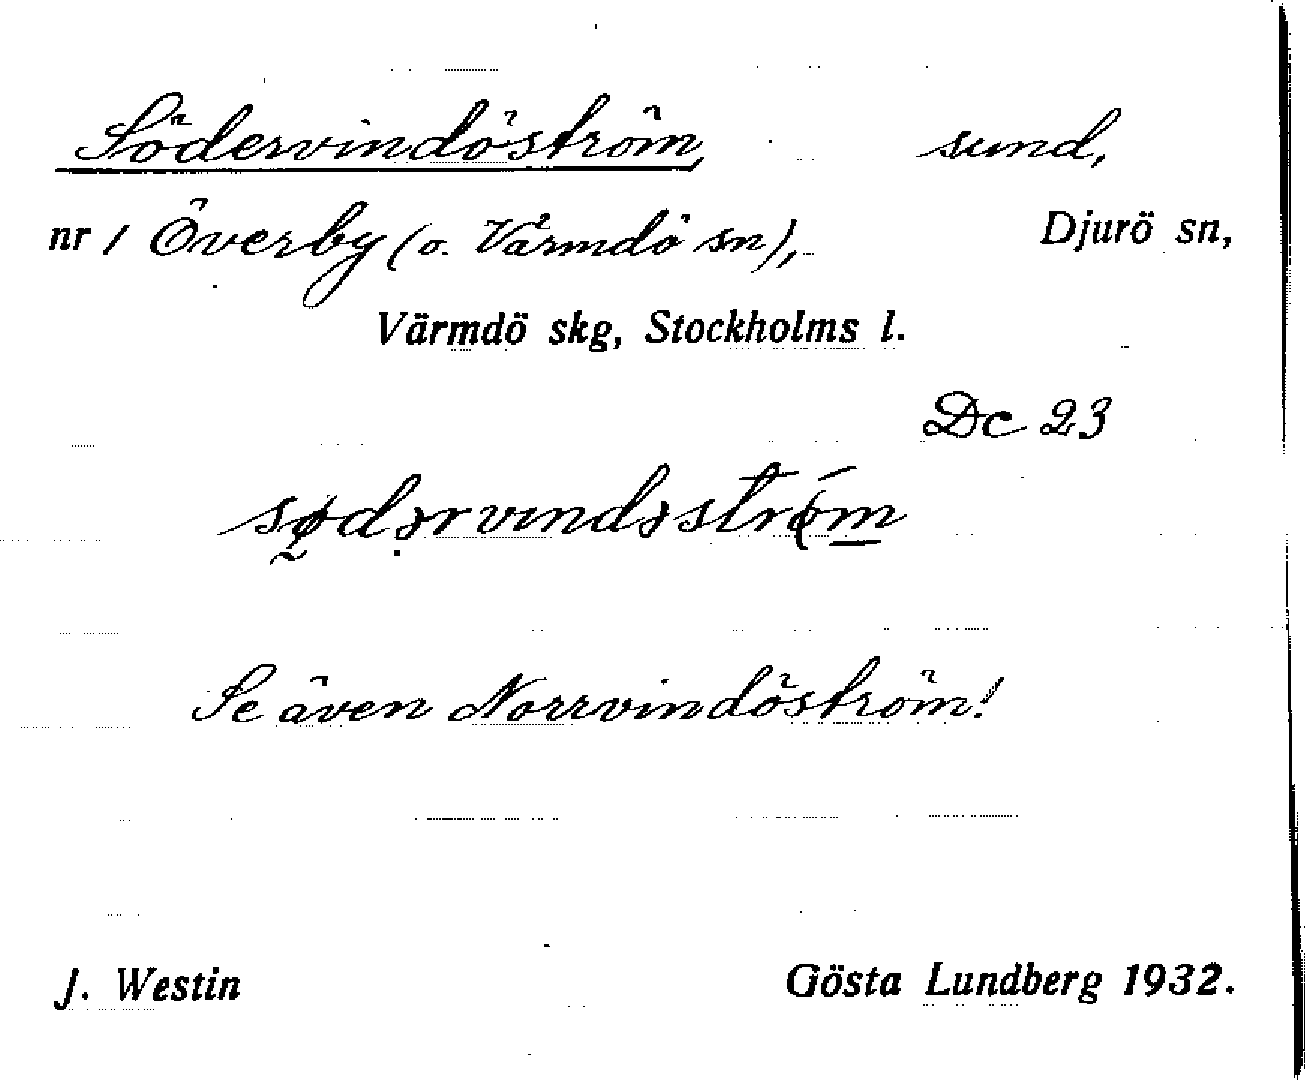 Södervindöström, sund,
nr 1 Överby (o. Värmdö sn), Djurö sn,
Värmdö skg, Stockholms l.
Dc 23
sødərvındəström
Se även Norrvindöström!
J. Westin Gösta Lundberg 1932.